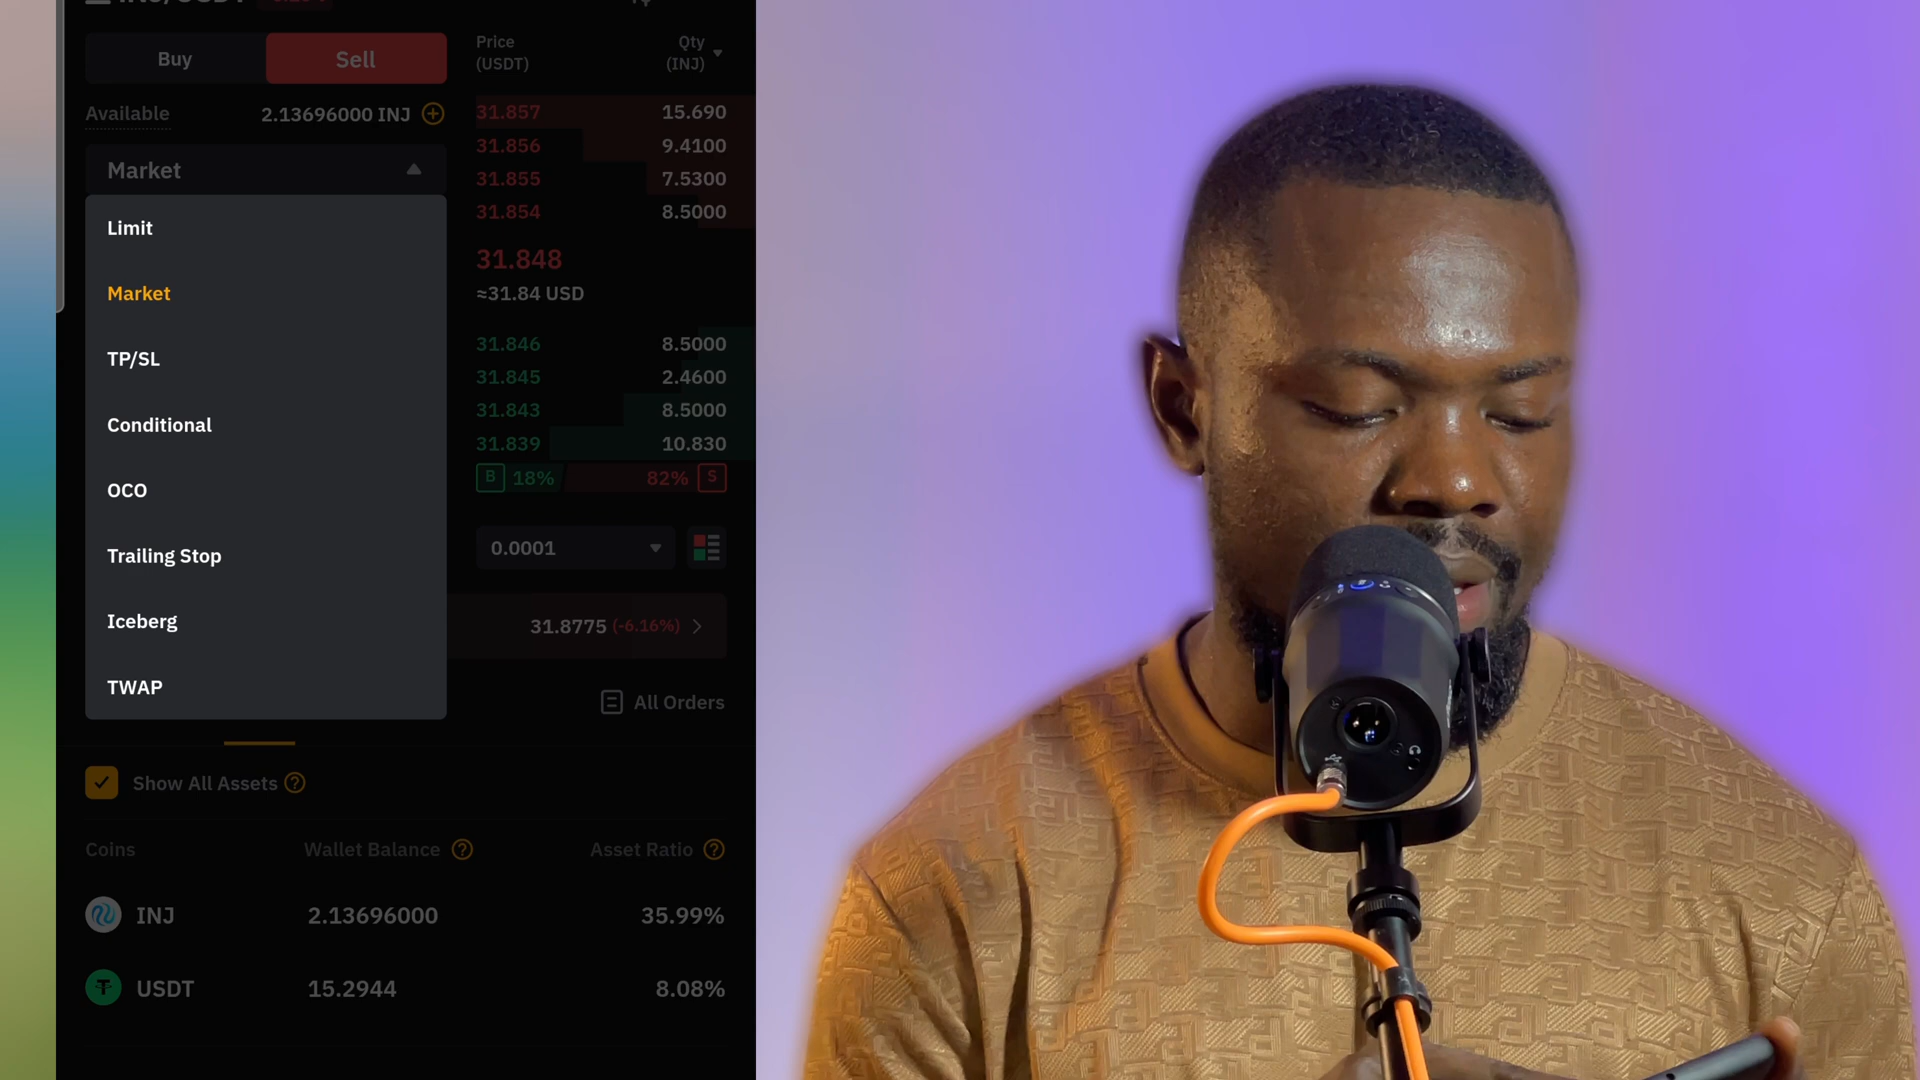 Buy
Sell
Price
(USDT)
Qty
(INJ)
Available
2.13696000 INJ
31.857
15.690
31.856
9.4100
31.855
7.5300
31.854
8.5000
Market
Limit
Market
TP/SL
Conditional
OCO
Trailing Stop
Iceberg
TWAP
31.848
≈31.84 USD
31.846
8.5000
31.845
2.4600
31.843
8.5000
31.839
10.830
B 18%
82% S
0.0001
31.8775 (-6.16%)
All Orders
Show All Assets
Coins
Wallet Balance
Asset Ratio
INJ
2.13696000
35.99%
USDT
15.2944
8.08%